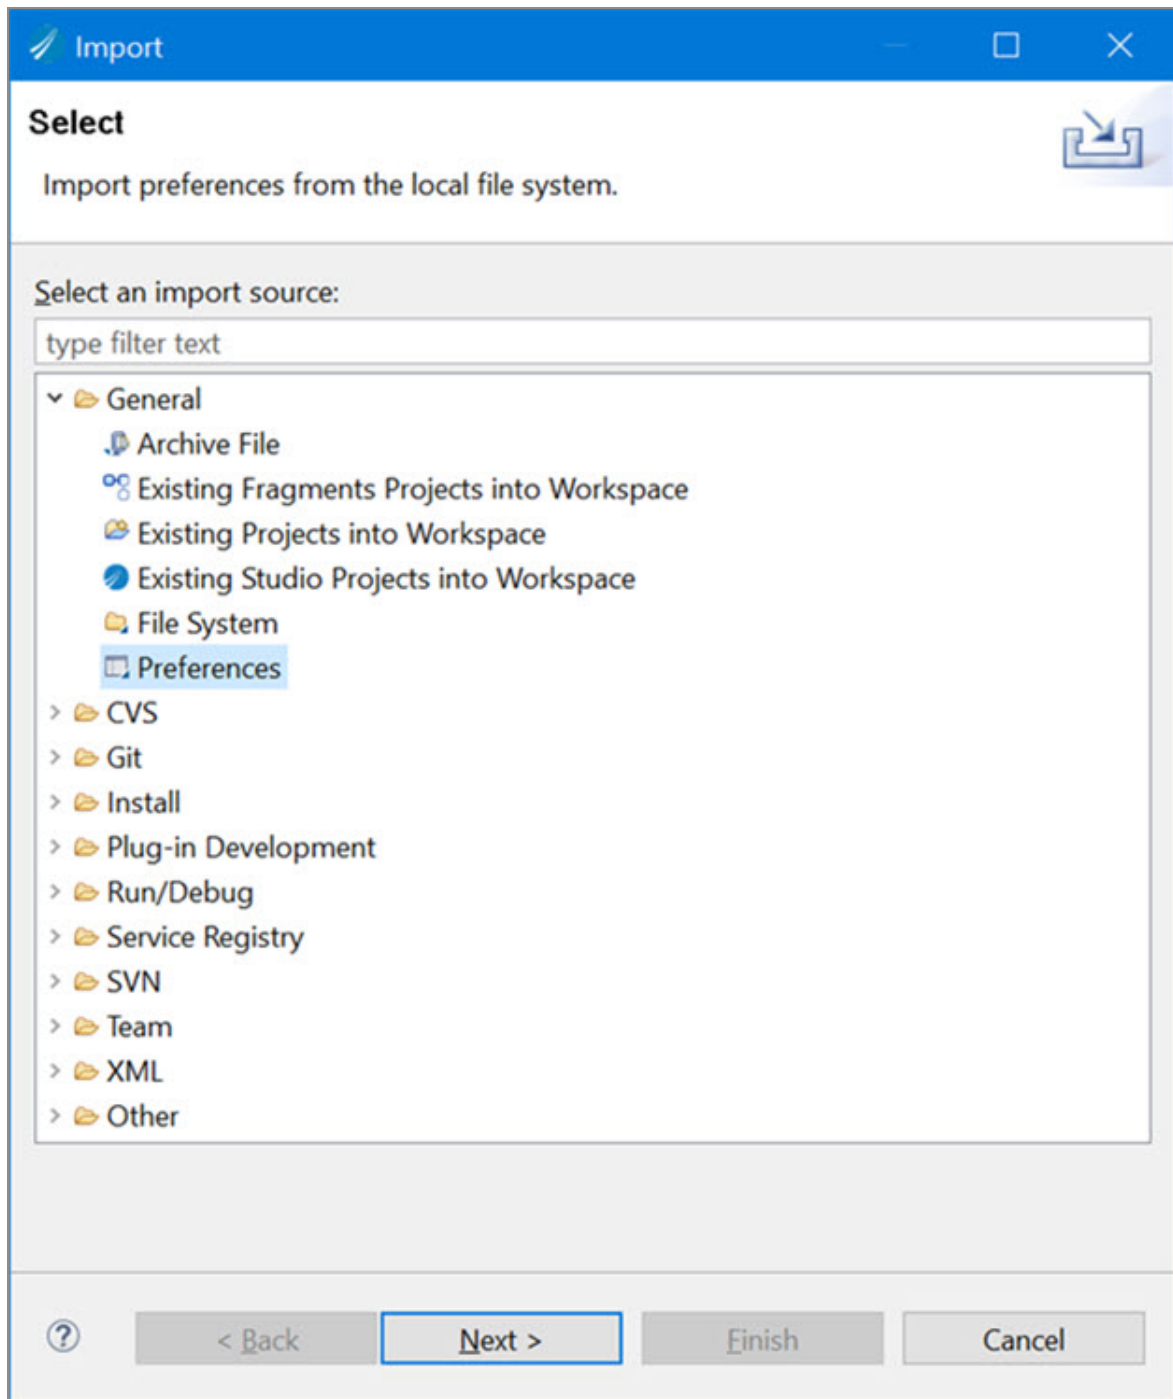 Import
Select
Import preferences from the local file system.
Select an import source:
type filter text
General
Archive File
Existing Fragments Projects into Workspace
Existing Projects into Workspace
Existing Studio Projects into Workspace
File System
Preferences
CVS
Git
Install
Plug-in Development
Run/Debug
Service Registry
SVN
Team
XML
Other
? < Back Next > Finish Cancel